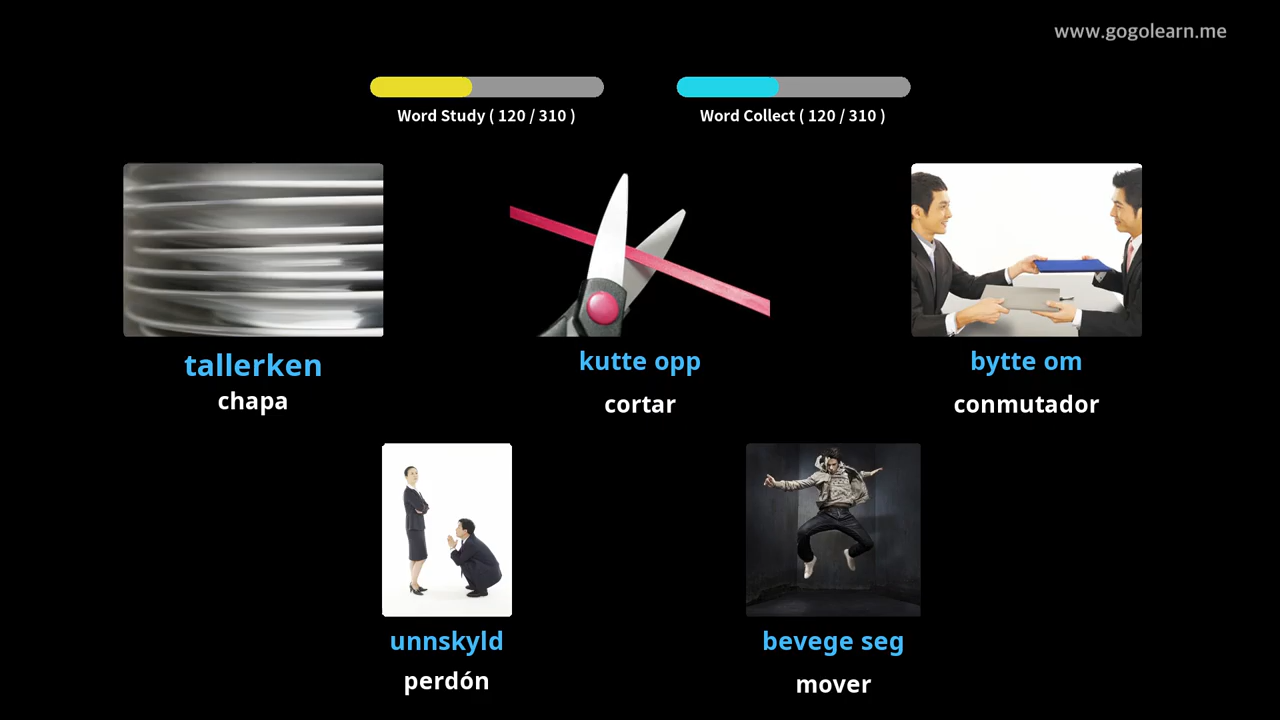 www.gogolearn.me
Word Study ( 120 / 310 )
Word Collect ( 120 / 310 )
tallerken
chapa
kutte opp
cortar
bytte om
conmutador
unnskyld
perdón
bevege seg
mover